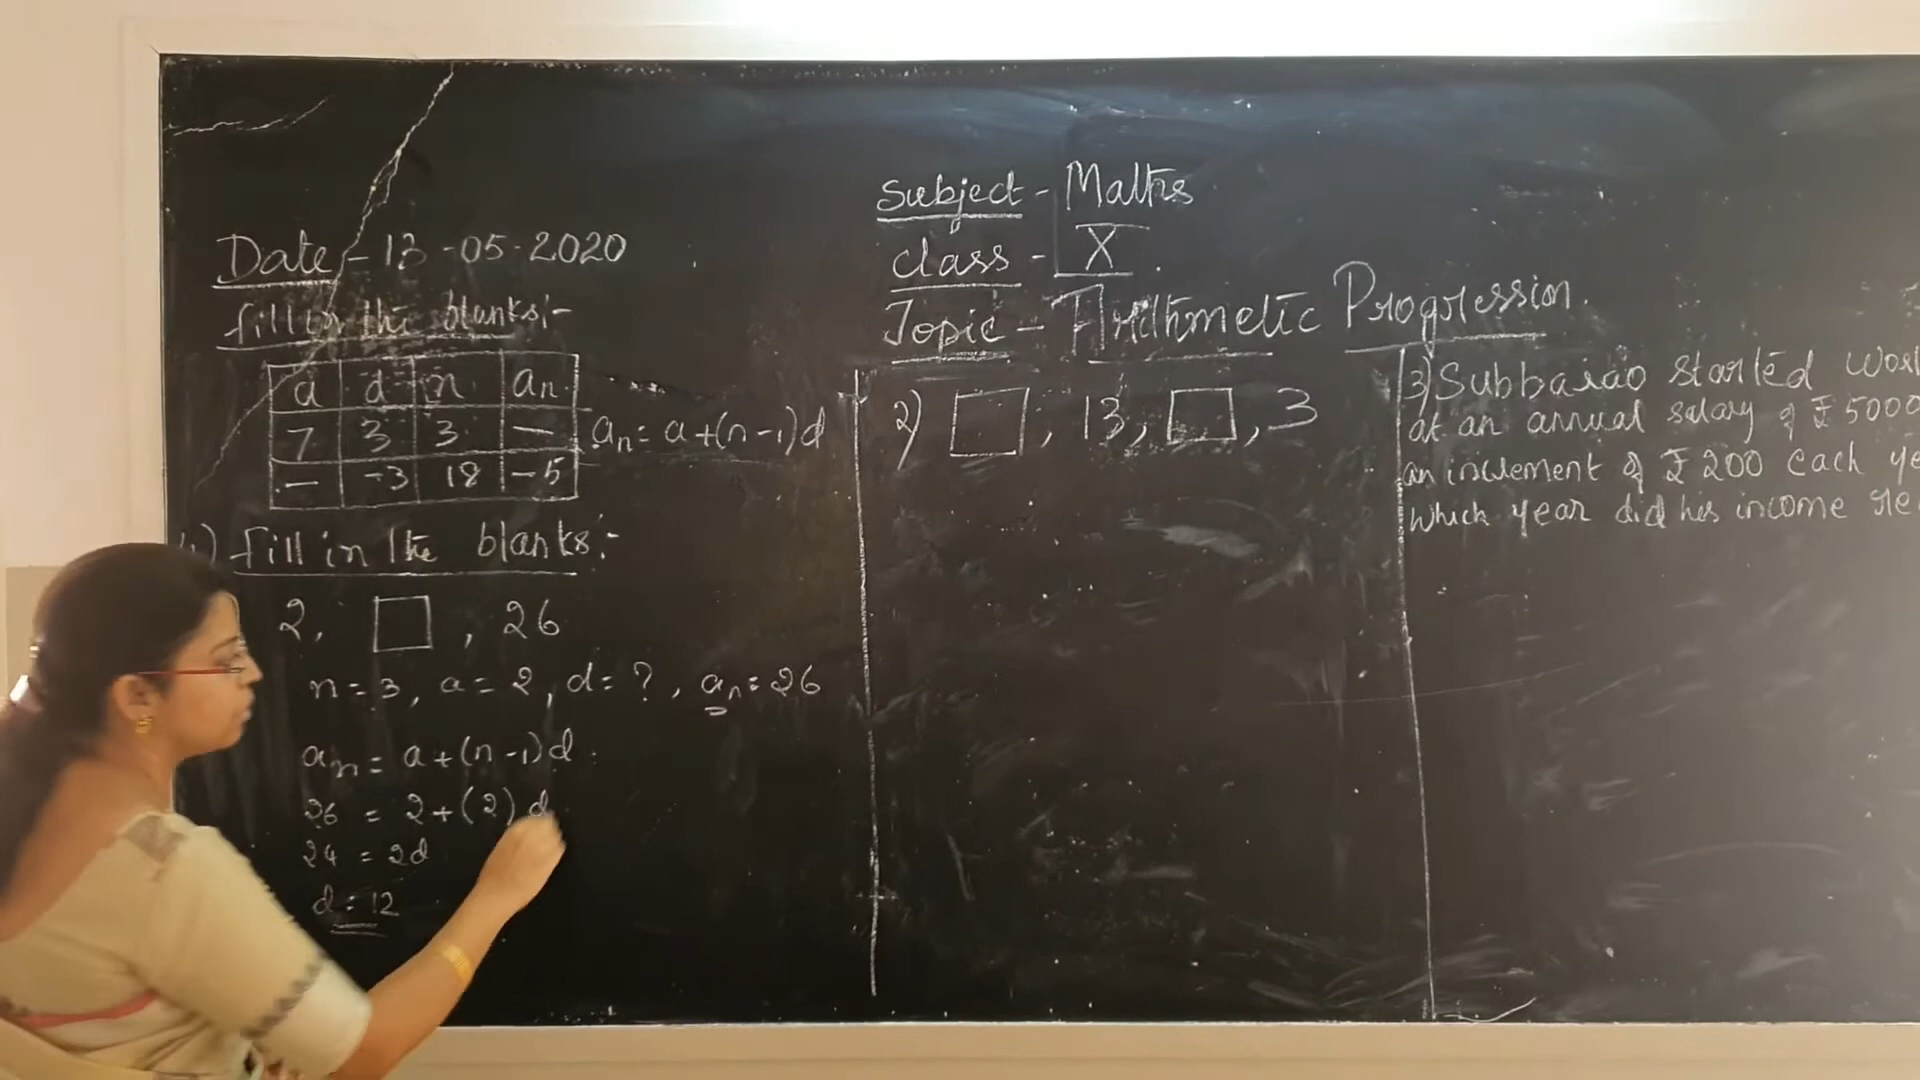 Subject - Maths
class - X
Topic - Arithmetic Progression.
Date - 13-05-2020
fill in the blanks:-
a d n an
7 3 3 —
— -3 18 -5
an = a+(n-1)d
1) fill in the blanks:-
2, □ , 26
n=3, a=2, d=?, an=26
an = a+(n-1)d.
26 = 2+(2)d
24 = 2d
d=12
2) □, 13, □, 3
3) Subbarao started
at an annual salary of ₹ 5000
an increment of ₹ 200 each
which year did his income